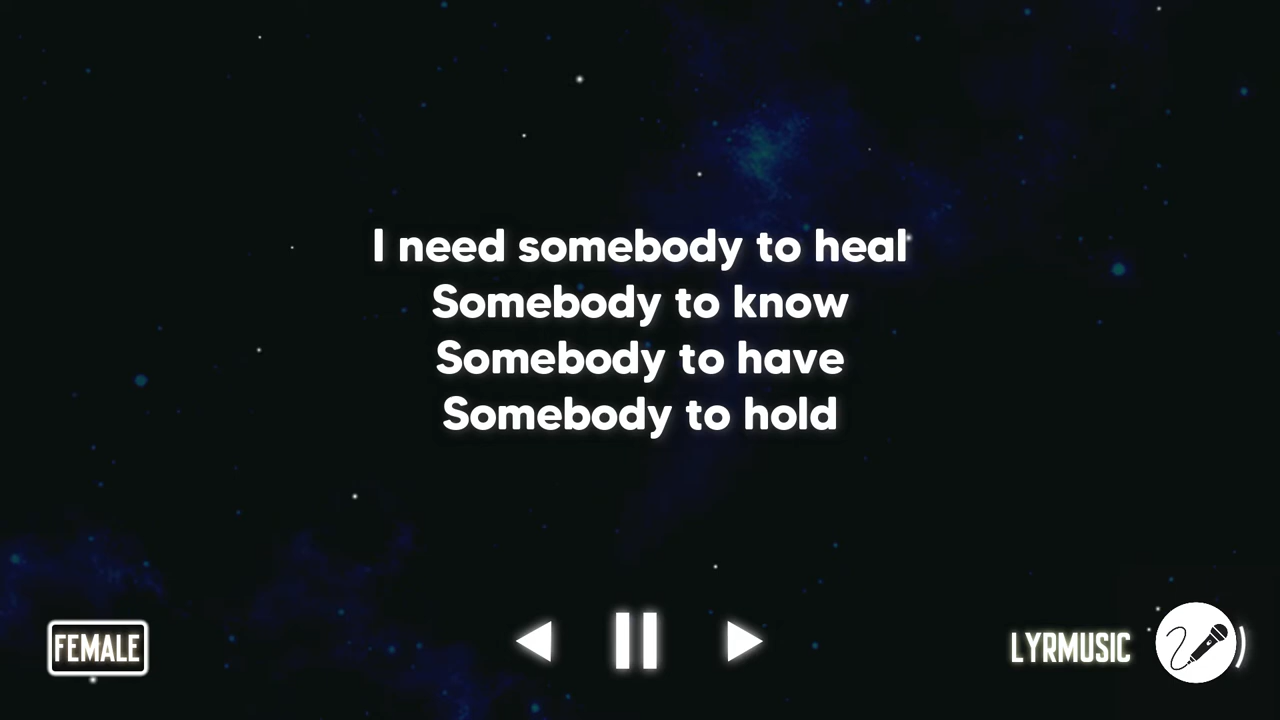 I need somebody to heal
Somebody to know
Somebody to have
Somebody to hold
FEMALE
LYRMUSIC